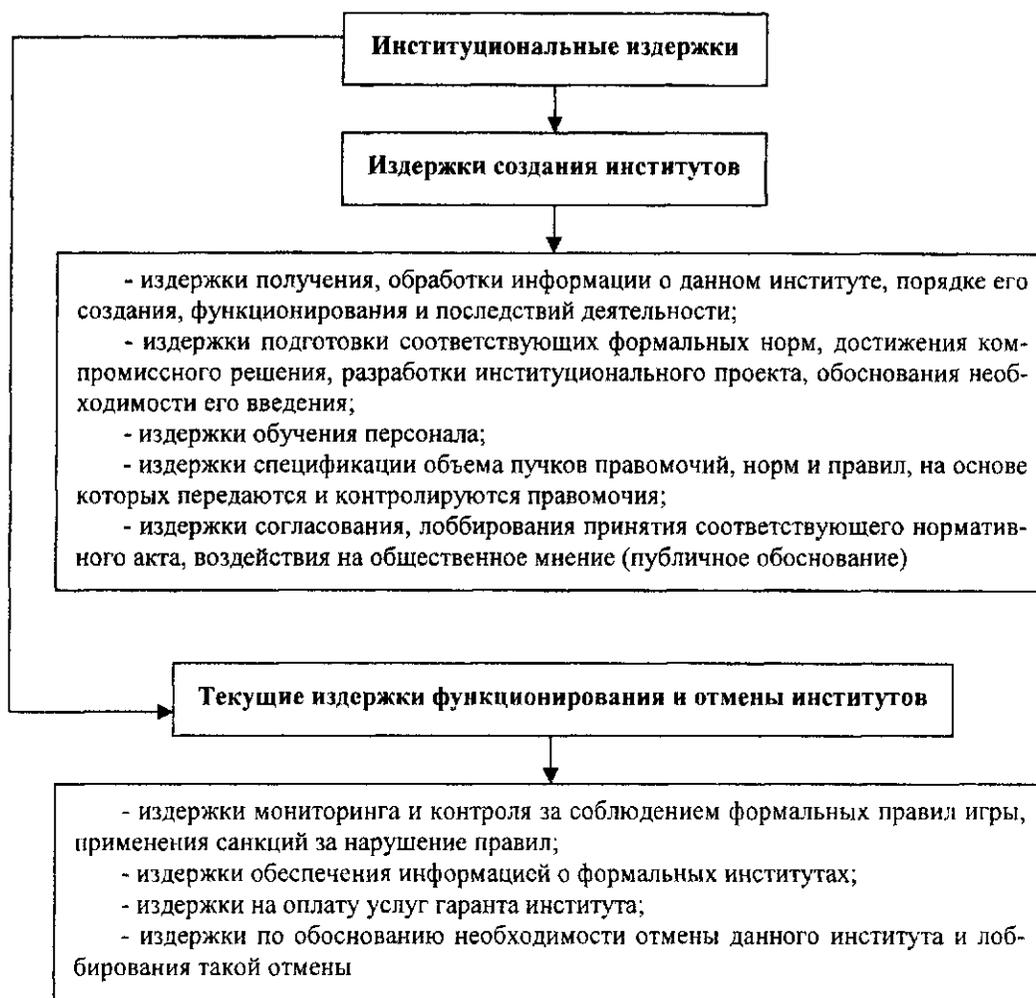 Институциональные издержки
Издержки создания институтов
- издержки получения, обработки информации о данном институте, порядке его
создания, функционирования и последствий деятельности;
- издержки подготовки соответствующих формальных норм, достижения ком-
промиссного решения, разработки институционального проекта, обоснования необ-
ходимости его введения;
- издержки обучения персонала;
- издержки спецификации объема пучков правомочий, норм и правил, на основе
которых передаются и контролируются правомочия;
- издержки согласования, лоббирования принятия соответствующего норматив-
ного акта, воздействия на общественное мнение (публичное обоснование)
Текущие издержки функционирования и отмены институтов
- издержки мониторинга и контроля за соблюдением формальных правил игры,
применения санкций за нарушение правил;
- издержки обеспечения информацией о формальных институтах;
- издержки на оплату услуг гаранта института;
- издержки по обоснованию необходимости отмены данного института и лоб-
бирования такой отмены